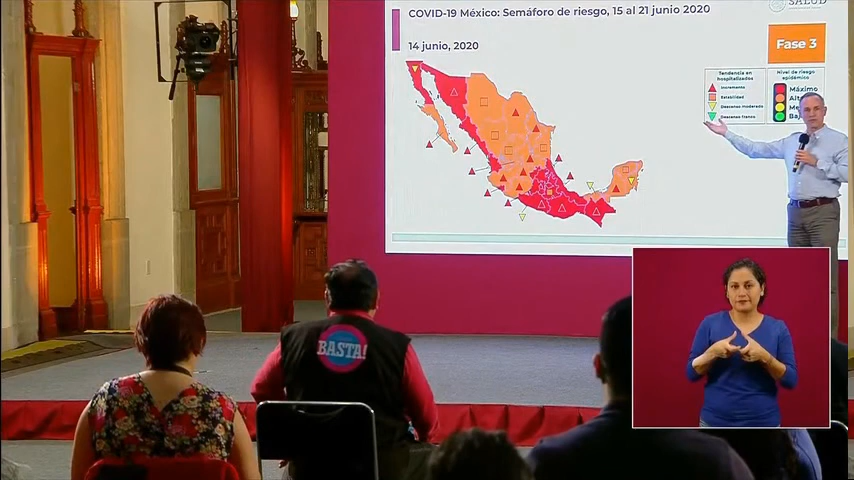 COVID-19 México: Semáforo de riesgo, 15 al 21 junio 2020
SALUD
14 junio, 2020
Fase 3
Tendencia en
hospitalizados
Incremento
Estabilidad
Descenso moderado
Descenso franco
Nivel de riesgo
epidémico
Máximo
BASTA!